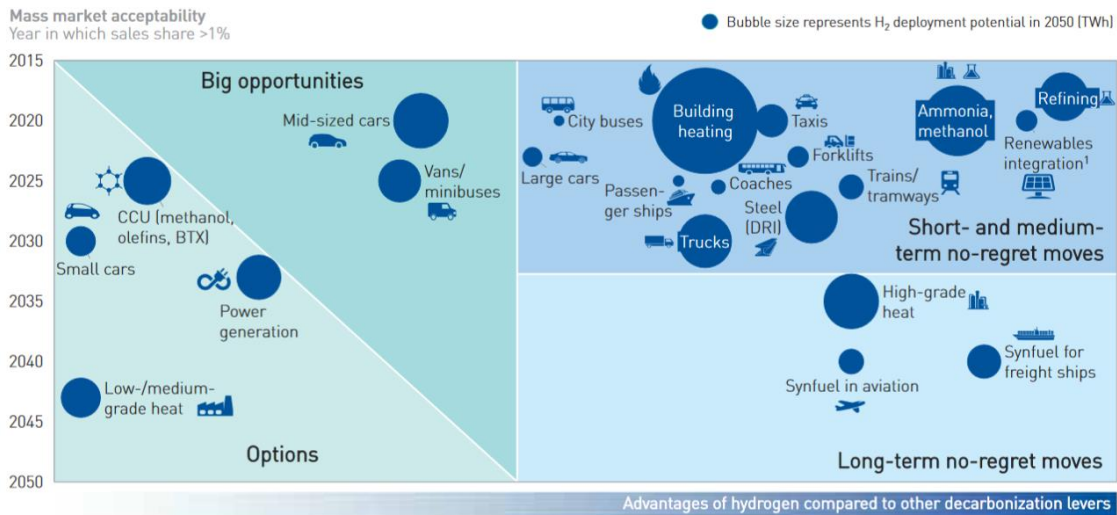 Mass market acceptability
Year in which sales share >1%
Bubble size represents H₂ deployment potential in 2050 (TWh)
2015
2020
2025
2030
2035
2040
2045
2050
Big opportunities
Mid-sized cars
Vans/
minibuses
CCU (methanol,
olefins, BTX)
Small cars
Power
generation
Low-/medium-
grade heat
Options
City buses
Building
heating
Taxis
Large cars
Forklifts
Passen-
ger ships
Coaches
Trucks
Steel
(DRI)
Trains/
tramways
Ammonia,
methanol
Refining
Renewables
integration¹
Short- and medium-
term no-regret moves
High-grade
heat
Synfuel in aviation
Synfuel for
freight ships
Long-term no-regret moves
Advantages of hydrogen compared to other decarbonization levers